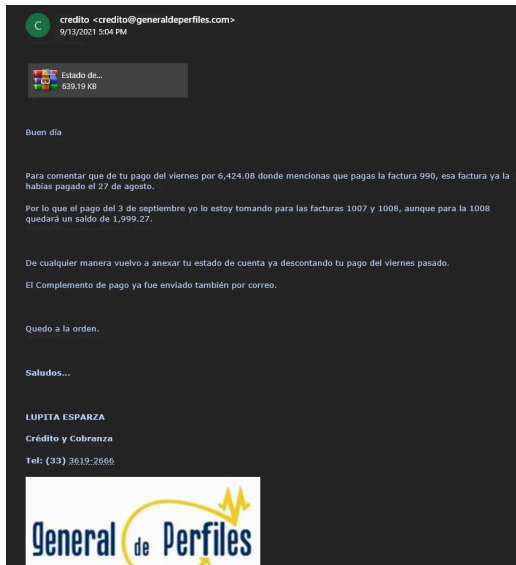 C
credito <credito@generaldeperfiles.com>
9/13/2021 5:04 PM
Estado de...
639.19 KB
Buen día
Para comentar que de tu pago del viernes por 6,424.08 donde mencionas que pagas la factura 990, esa factura ya la
habías pagado el 27 de agosto.
Por lo que el pago del 3 de septiembre yo lo estoy tomando para las facturas 1007 y 1008, aunque para la 1008
quedará un saldo de 1,999.27.
De cualquier manera vuelvo a anexar tu estado de cuenta ya descontando tu pago del viernes pasado.
El Complemento de pago ya fue enviado también por correo.
Quedo a la orden.
Saludos...
LUPITA ESPARZA
Crédito y Cobranza
Tel: (33) 3619-2666
General de Perfiles